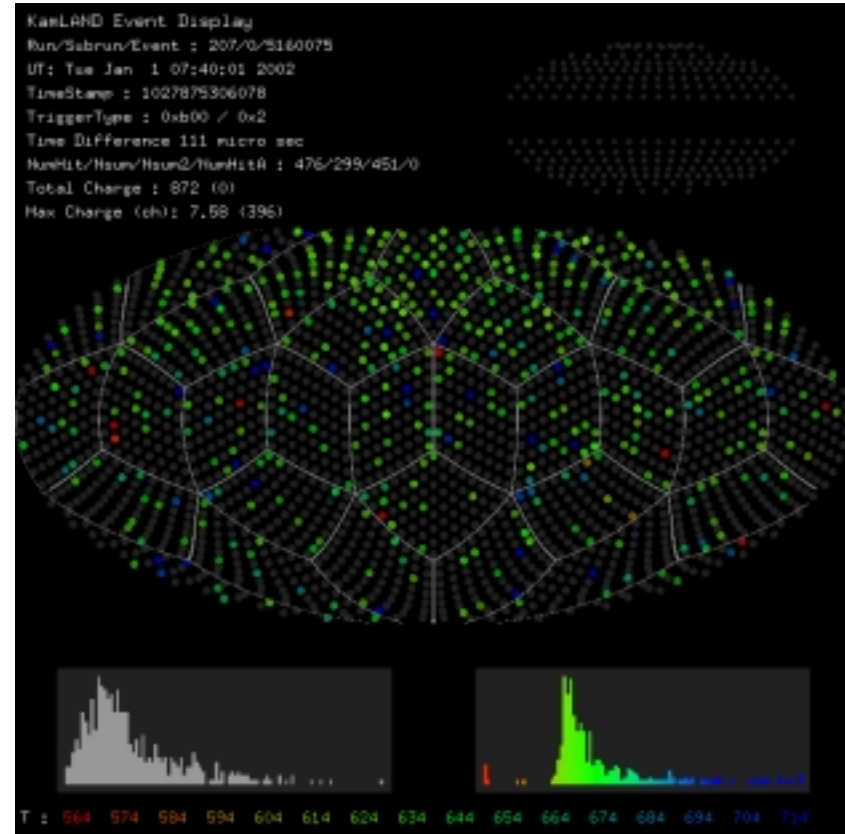 KamLAND Event Display
Run/Subrun/Event : 207/0/5160075
UT: Tue Jan 1 07:40:01 2002
TimeStamp : 1027875306078
TriggerType : 0xb00 / 0x2
Time Difference 111 micro sec
NumHit/Nsum/Nsum2/NumHitA : 476/299/451/0
Total Charge : 872 (0)
Max Charge (ch): 7.58 (396)
T : 564 574 584 594 604 614 624 634 644 654 664 674 684 694 704 714